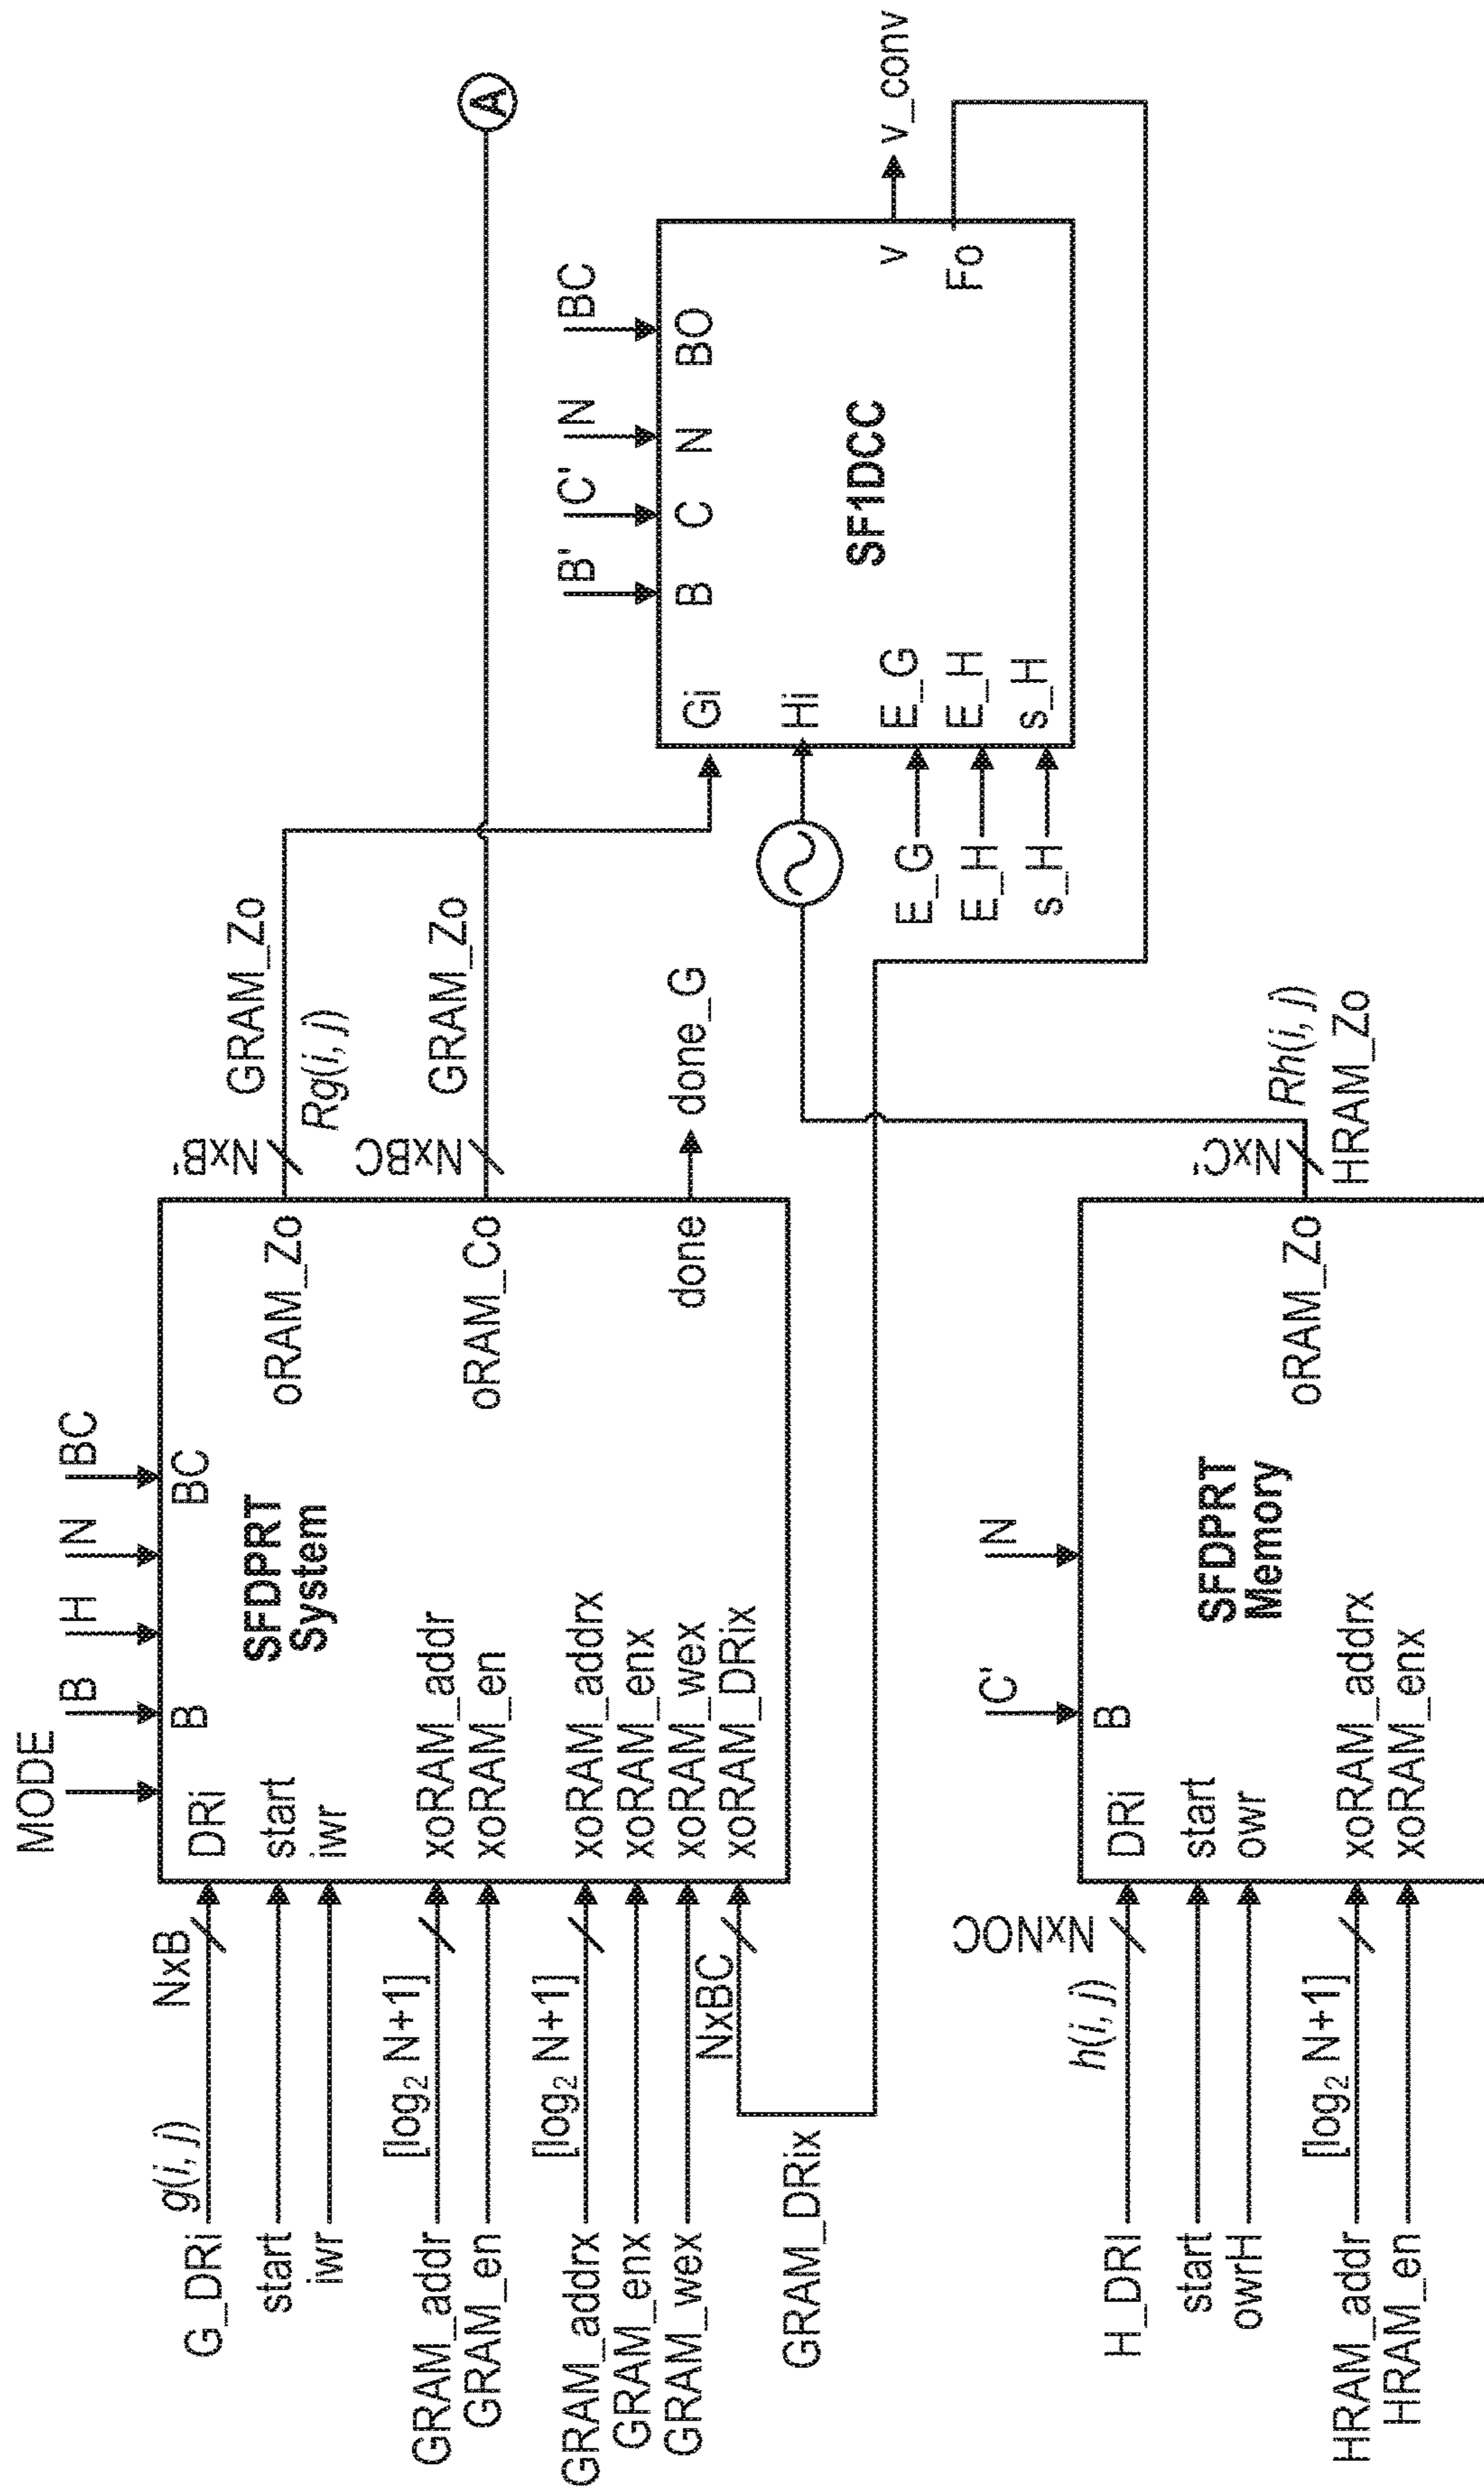 MODE
B
H
N
BC
G_DRi
g(i, j)
NxB
start
iwr
GRAM_addr
[log₂ N+1]
GRAM_en
GRAM_addrx
[log₂ N+1]
GRAM_enx
GRAM_wex
GRAM_DRix
NxBC
DRi
B
BC
start
iwr
xoRAM_addr
xoRAM_en
xoRAM_addrx
xoRAM_enx
xoRAM_wex
xoRAM_DRix
SFDPRT
System
oRAM_Zo
oRAM_Co
done
NxB'
GRAM_Zo
Rg(i, j)
NxBC
GRAM_Zo
done_G
A
B'
C'
N
BC
Gi
Hi
E_G
E_H
s_H
B
C
N
BO
SF1DCC
v
Fo
v_conv
E_G
E_H
s_H
C'
N
H_DRI
h(i, j)
NxNOC
start
owrH
HRAM_addr
[log₂ N+1]
HRAM_en
DRi
B
start
owr
xoRAM_addrx
xoRAM_enx
SFDPRT
Memory
oRAM_Zo
NxC'
Rh(i, j)
HRAM_Zo